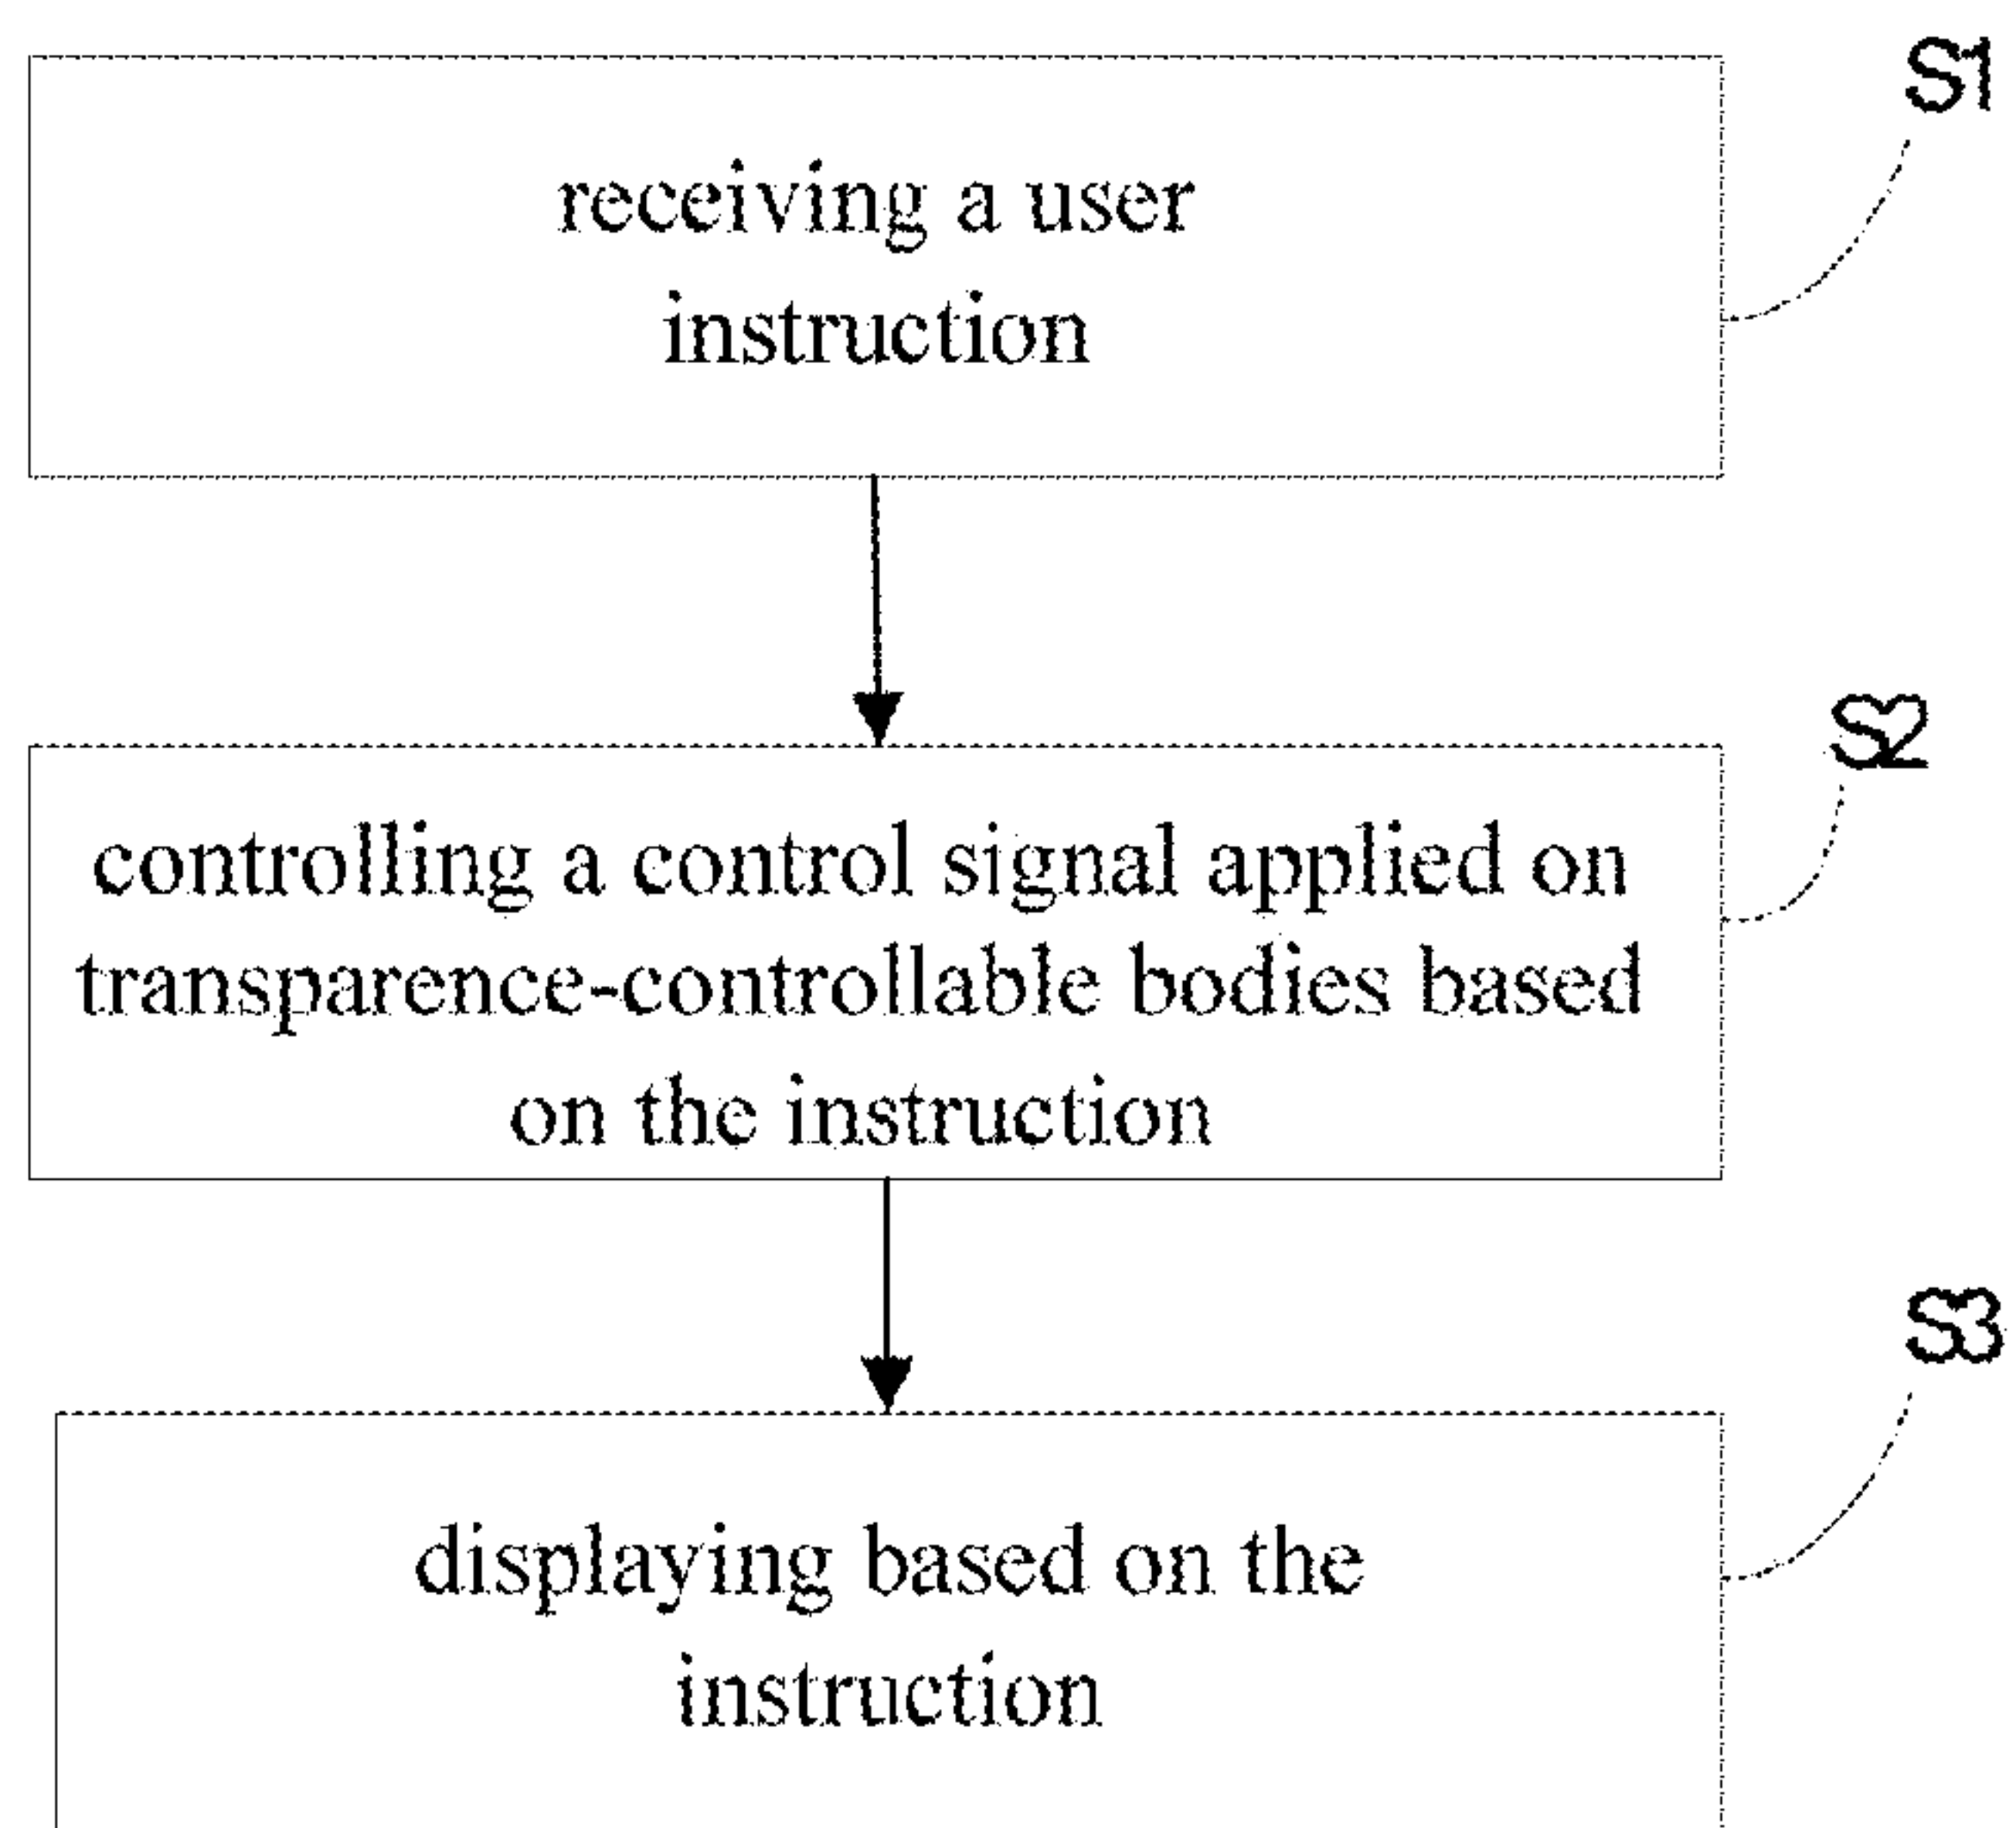 S1
receiving a user
instruction
S2
controlling a control signal applied on
transparence-controllable bodies based
on the instruction
S3
displaying based on the
instruction